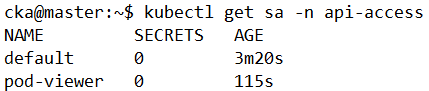 cka@master:~$ kubectl get sa -n api-access
NAME         SECRETS   AGE
default      0         3m20s
pod-viewer   0         115s